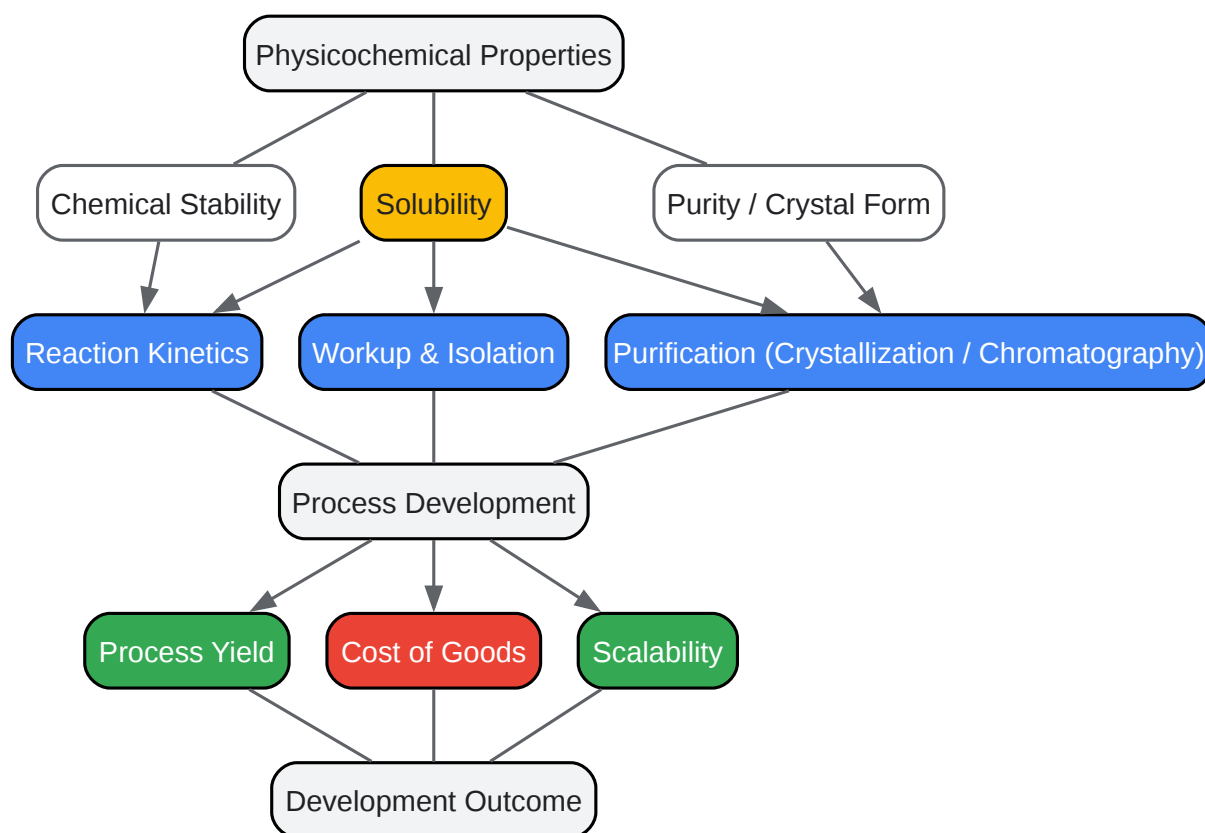 Physicochemical Properties
Chemical Stability
Solubility
Purity / Crystal Form
Reaction Kinetics
Workup & Isolation
Purification (Crystallization / Chromatography)
Process Development
Process Yield
Cost of Goods
Scalability
Development Outcome